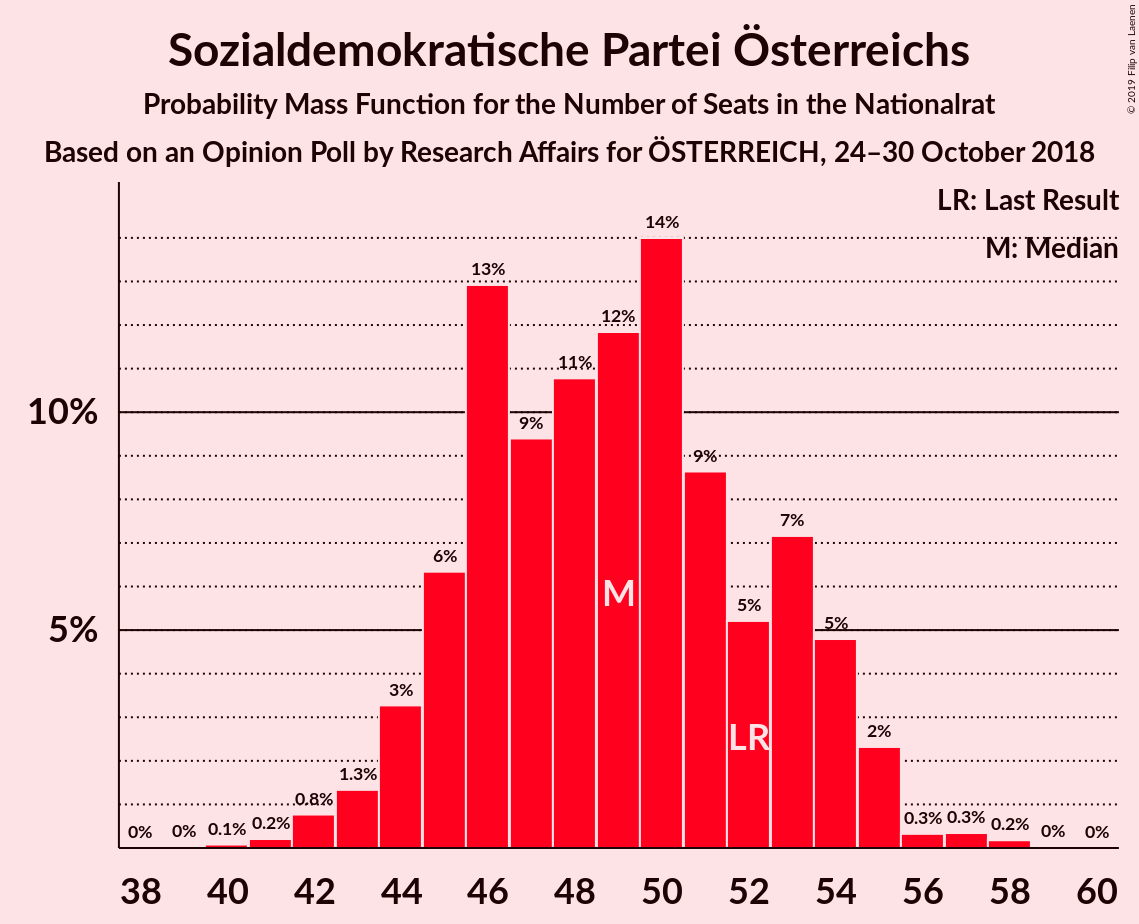 Sozialdemokratische Partei Österreichs
Probability Mass Function for the Number of Seats in the Nationalrat
Based on an Opinion Poll by Research Affairs for ÖSTERREICH, 24–30 October 2018
© 2019 Filip van Laenen
LR: Last Result
M: Median
10%
5%
0% 0% 0.1% 0.2% 0.8% 1.3% 3% 6% 13% 9% 11% 12% 14% 9% 5% 7% 5% 2% 0.3% 0.3% 0.2% 0% 0%
M
LR
38 40 42 44 46 48 50 52 54 56 58 60